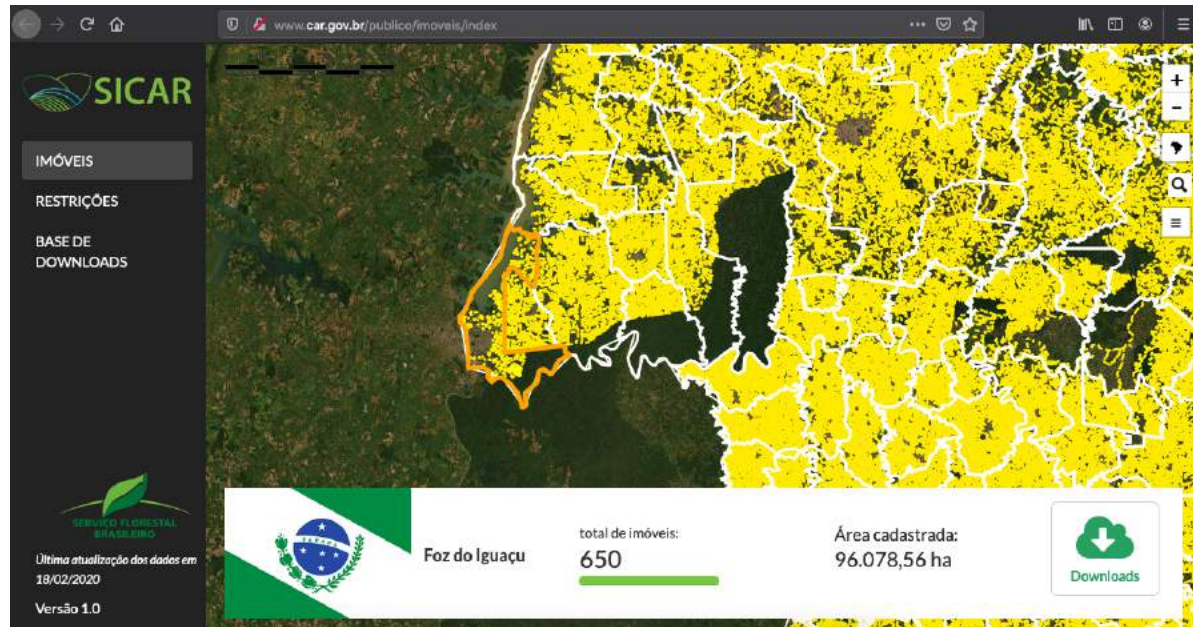 www.car.gov.br/publico/imoveis/index
SICAR
IMÓVEIS
RESTRIÇÕES
BASE DE
DOWNLOADS
SERVIÇO FLORESTAL
BRASILEIRO
Última atualização dos dados em
18/02/2020
Versão 1.0
PARANÁ
Foz do Iguaçu
total de imóveis:
650
Área cadastrada:
96.078,56 ha
Downloads